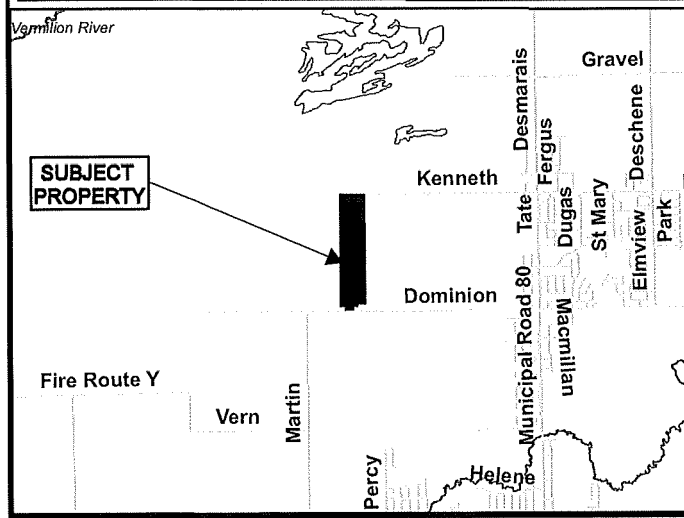 Vermilion River
Gravel
Desmarais
Deschene
Fergus
SUBJECT
PROPERTY
Kenneth
Tate
Dugas
St Mary
Elmview
Park
Dominion
Municipal Road 80
Macmillan
Fire Route Y
Vern
Martin
Percy
Helene